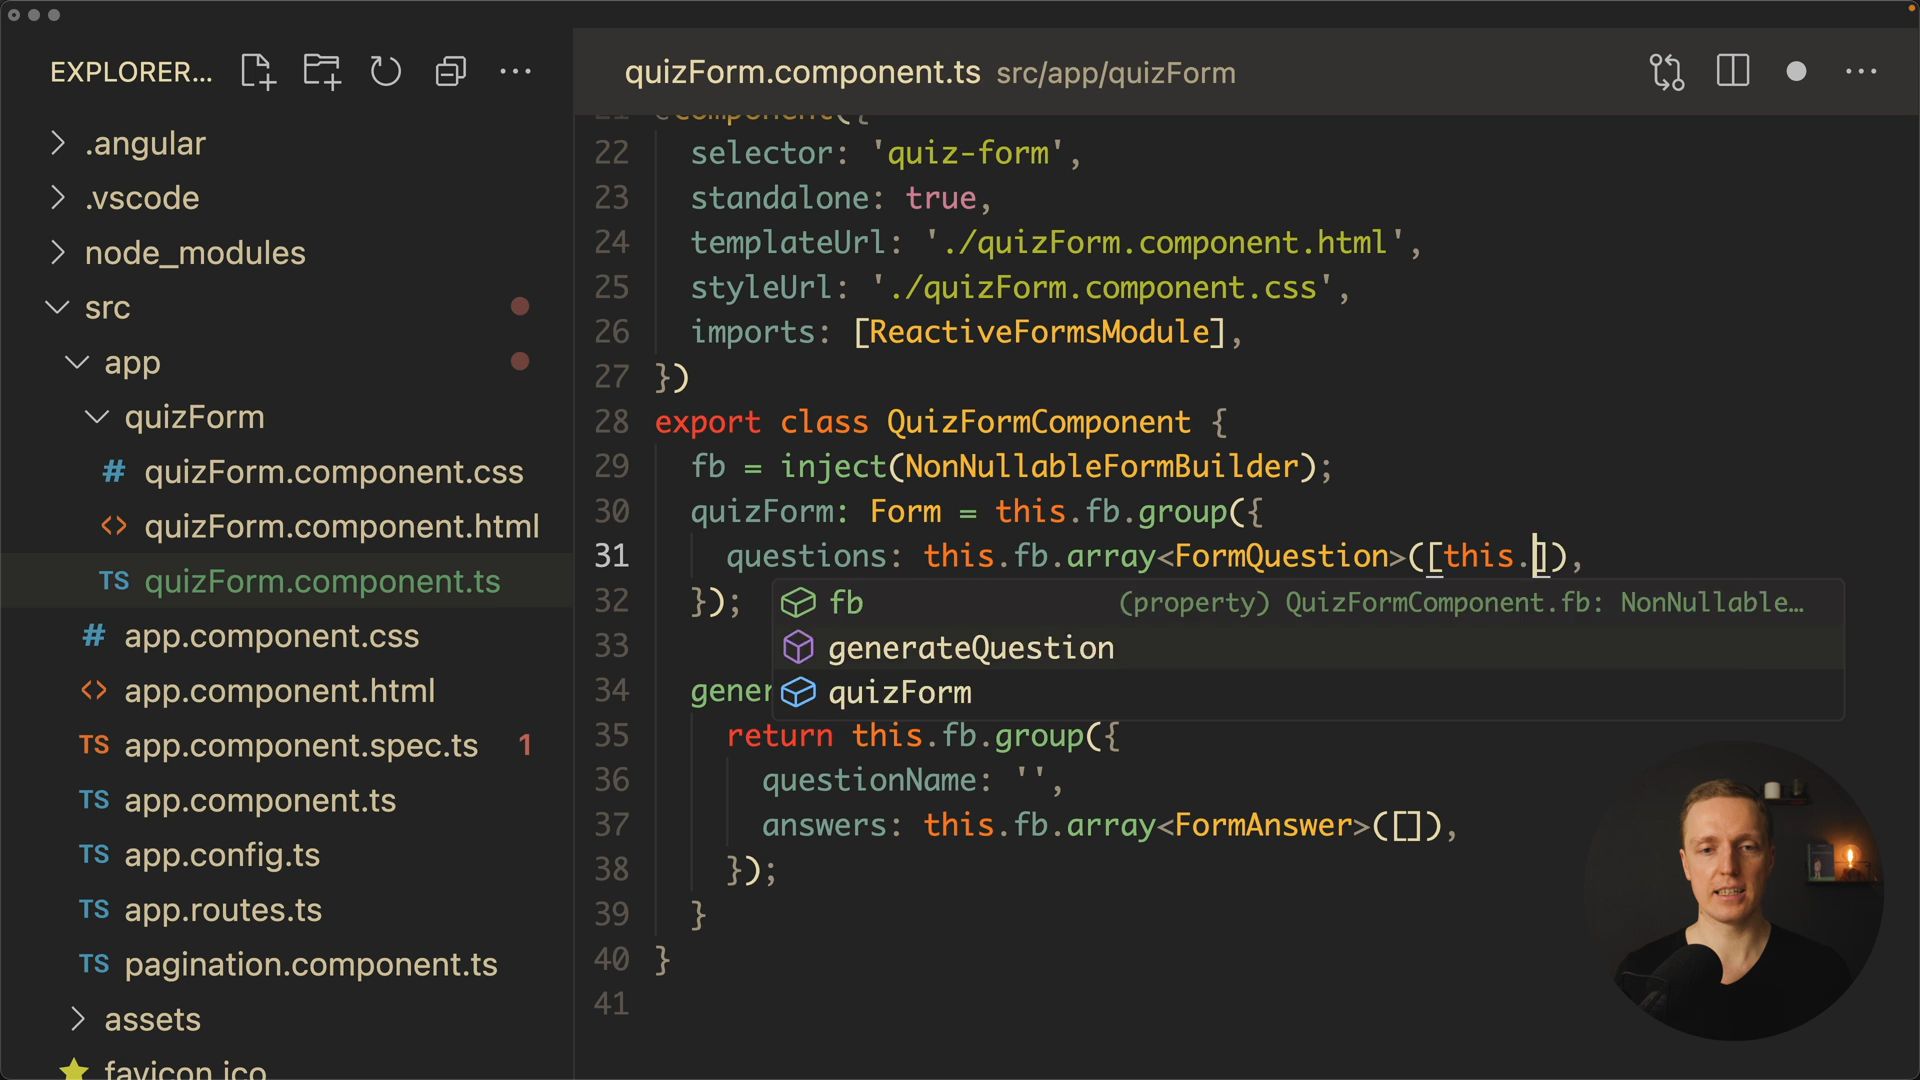 EXPLORER...
.angular
.vscode
node_modules
src
app
quizForm
# quizForm.component.css
<> quizForm.component.html
TS quizForm.component.ts
# app.component.css
<> app.component.html
TS app.component.spec.ts 1
TS app.component.ts
TS app.config.ts
TS app.routes.ts
TS pagination.component.ts
assets
favicon.ico
quizForm.component.ts src/app/quizForm
21 @Component({
22 selector: 'quiz-form',
23 standalone: true,
24 templateUrl: './quizForm.component.html',
25 styleUrl: './quizForm.component.css',
26 imports: [ReactiveFormsModule],
27 })
28 export class QuizFormComponent {
29 fb = inject(NonNullableFormBuilder);
30 quizForm: Form = this.fb.group({
31 questions: this.fb.array<FormQuestion>([this.]),
32 });
fb (property) QuizFormComponent.fb: NonNullable...
33
generateQuestion
34 gener
quizForm
35 return this.fb.group({
36 questionName: '',
37 answers: this.fb.array<FormAnswer>([]),
38 });
39 }
40 }
41